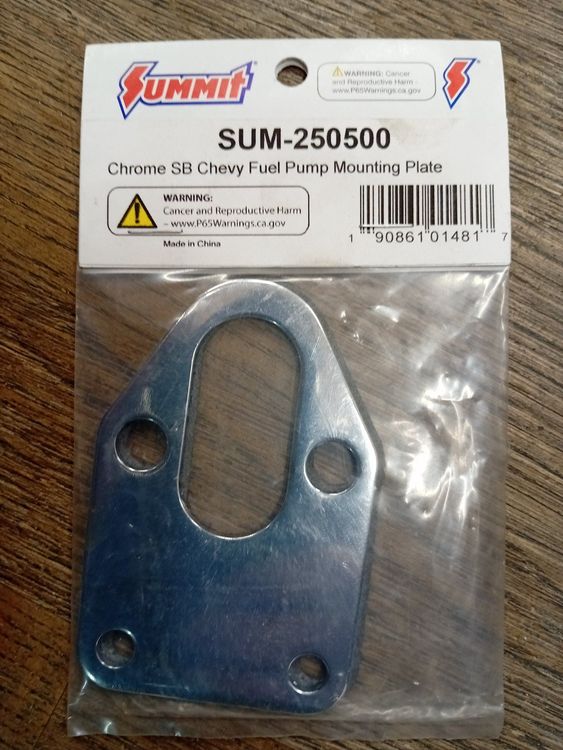 SUMMIT
WARNING: Cancer
and Reproductive Harm -
www.P65Warnings.ca.gov
SUM-250500
Chrome SB Chevy Fuel Pump Mounting Plate
WARNING:
Cancer and Reproductive Harm
– www.P65Warnings.ca.gov
Made in China
1 90861 01481 7